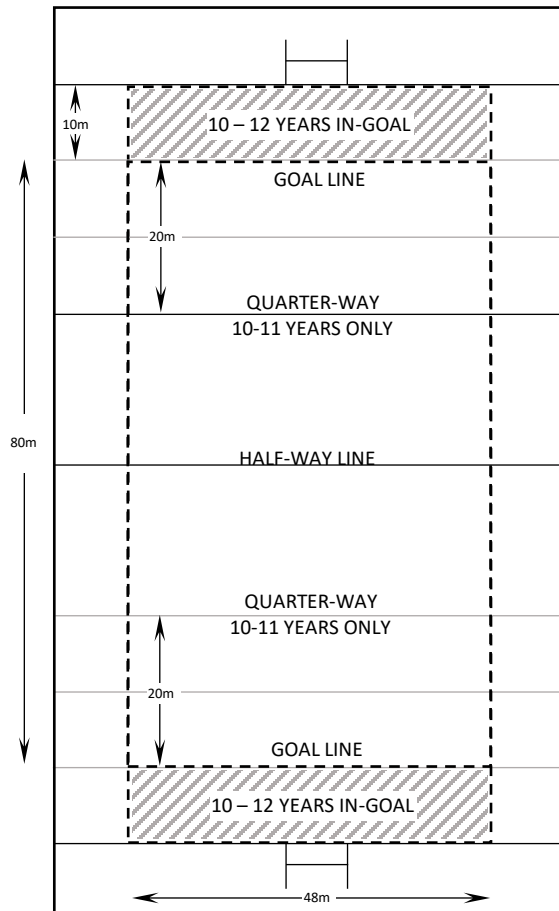 10 – 12 YEARS IN-GOAL
10m
GOAL LINE
20m
QUARTER-WAY
10-11 YEARS ONLY
80m
HALF-WAY LINE
QUARTER-WAY
10-11 YEARS ONLY
20m
GOAL LINE
10 – 12 YEARS IN-GOAL
48m